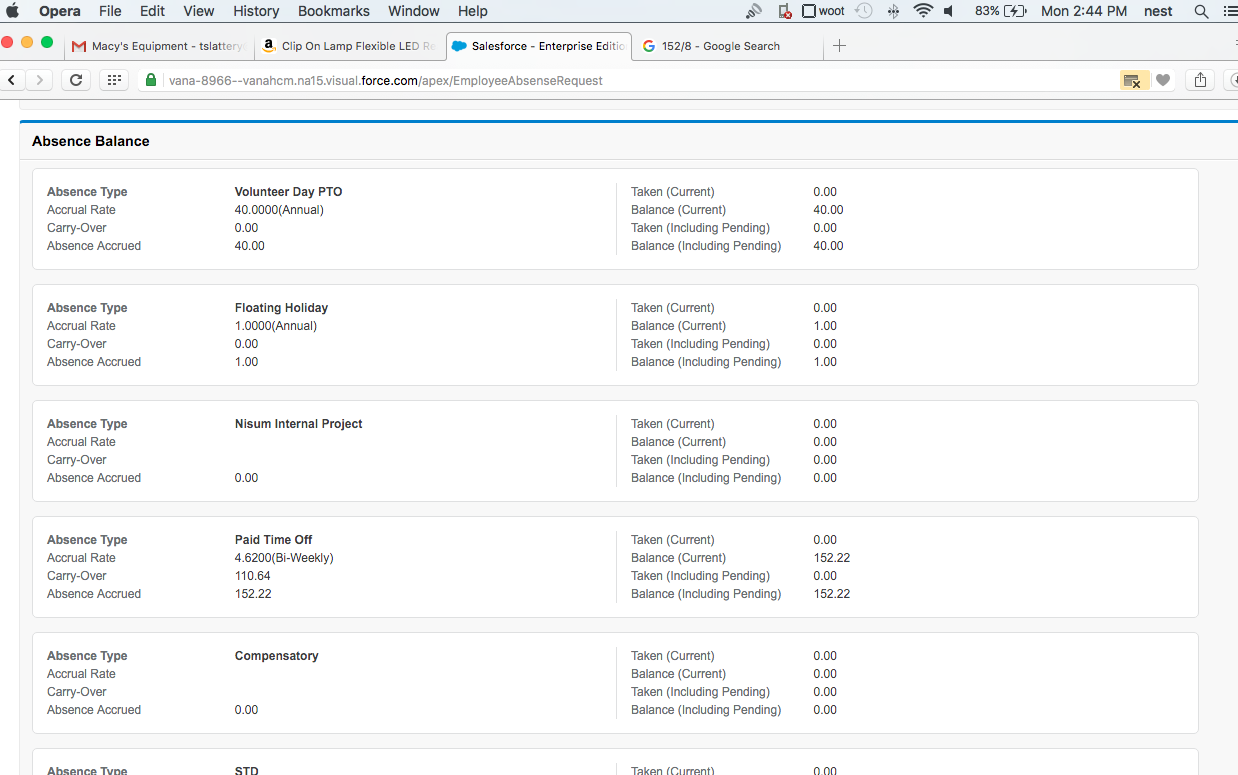 Opera File Edit View History Bookmarks Window Help woot 83% Mon 2:44 PM nest
Macy's Equipment - tslattery Clip On Lamp Flexible LED Re Salesforce - Enterprise Editio 152/8 - Google Search
vana-8966--vanahcm.na15.visual.force.com/apex/EmployeeAbsenseRequest
Absence Balance
Absence Type Volunteer Day PTO Taken (Current) 0.00
Accrual Rate 40.0000(Annual) Balance (Current) 40.00
Carry-Over 0.00 Taken (Including Pending) 0.00
Absence Accrued 40.00 Balance (Including Pending) 40.00
Absence Type Floating Holiday Taken (Current) 0.00
Accrual Rate 1.0000(Annual) Balance (Current) 1.00
Carry-Over 0.00 Taken (Including Pending) 0.00
Absence Accrued 1.00 Balance (Including Pending) 1.00
Absence Type Nisum Internal Project Taken (Current) 0.00
Accrual Rate Balance (Current) 0.00
Carry-Over Taken (Including Pending) 0.00
Absence Accrued 0.00 Balance (Including Pending) 0.00
Absence Type Paid Time Off Taken (Current) 0.00
Accrual Rate 4.6200(Bi-Weekly) Balance (Current) 152.22
Carry-Over 110.64 Taken (Including Pending) 0.00
Absence Accrued 152.22 Balance (Including Pending) 152.22
Absence Type Compensatory Taken (Current) 0.00
Accrual Rate Balance (Current) 0.00
Carry-Over Taken (Including Pending) 0.00
Absence Accrued 0.00 Balance (Including Pending) 0.00
Absence Type STD Taken (Current) 0.00